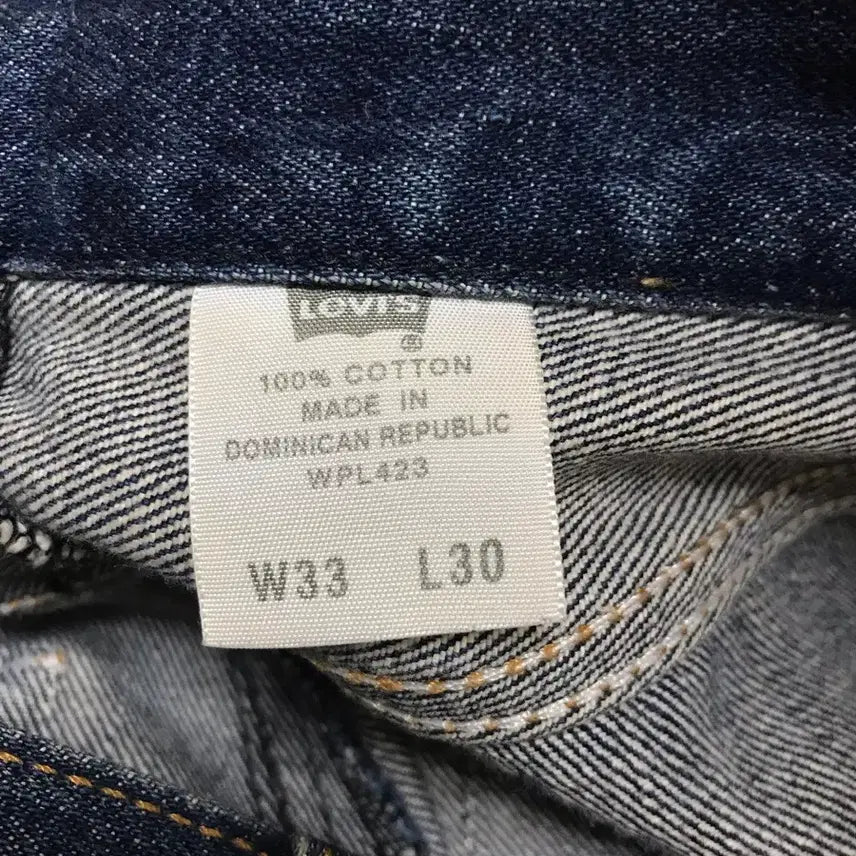 LEVI'S
®
100% COTTON
MADE IN
DOMINICAN REPUBLIC
WPL423
W33 L30